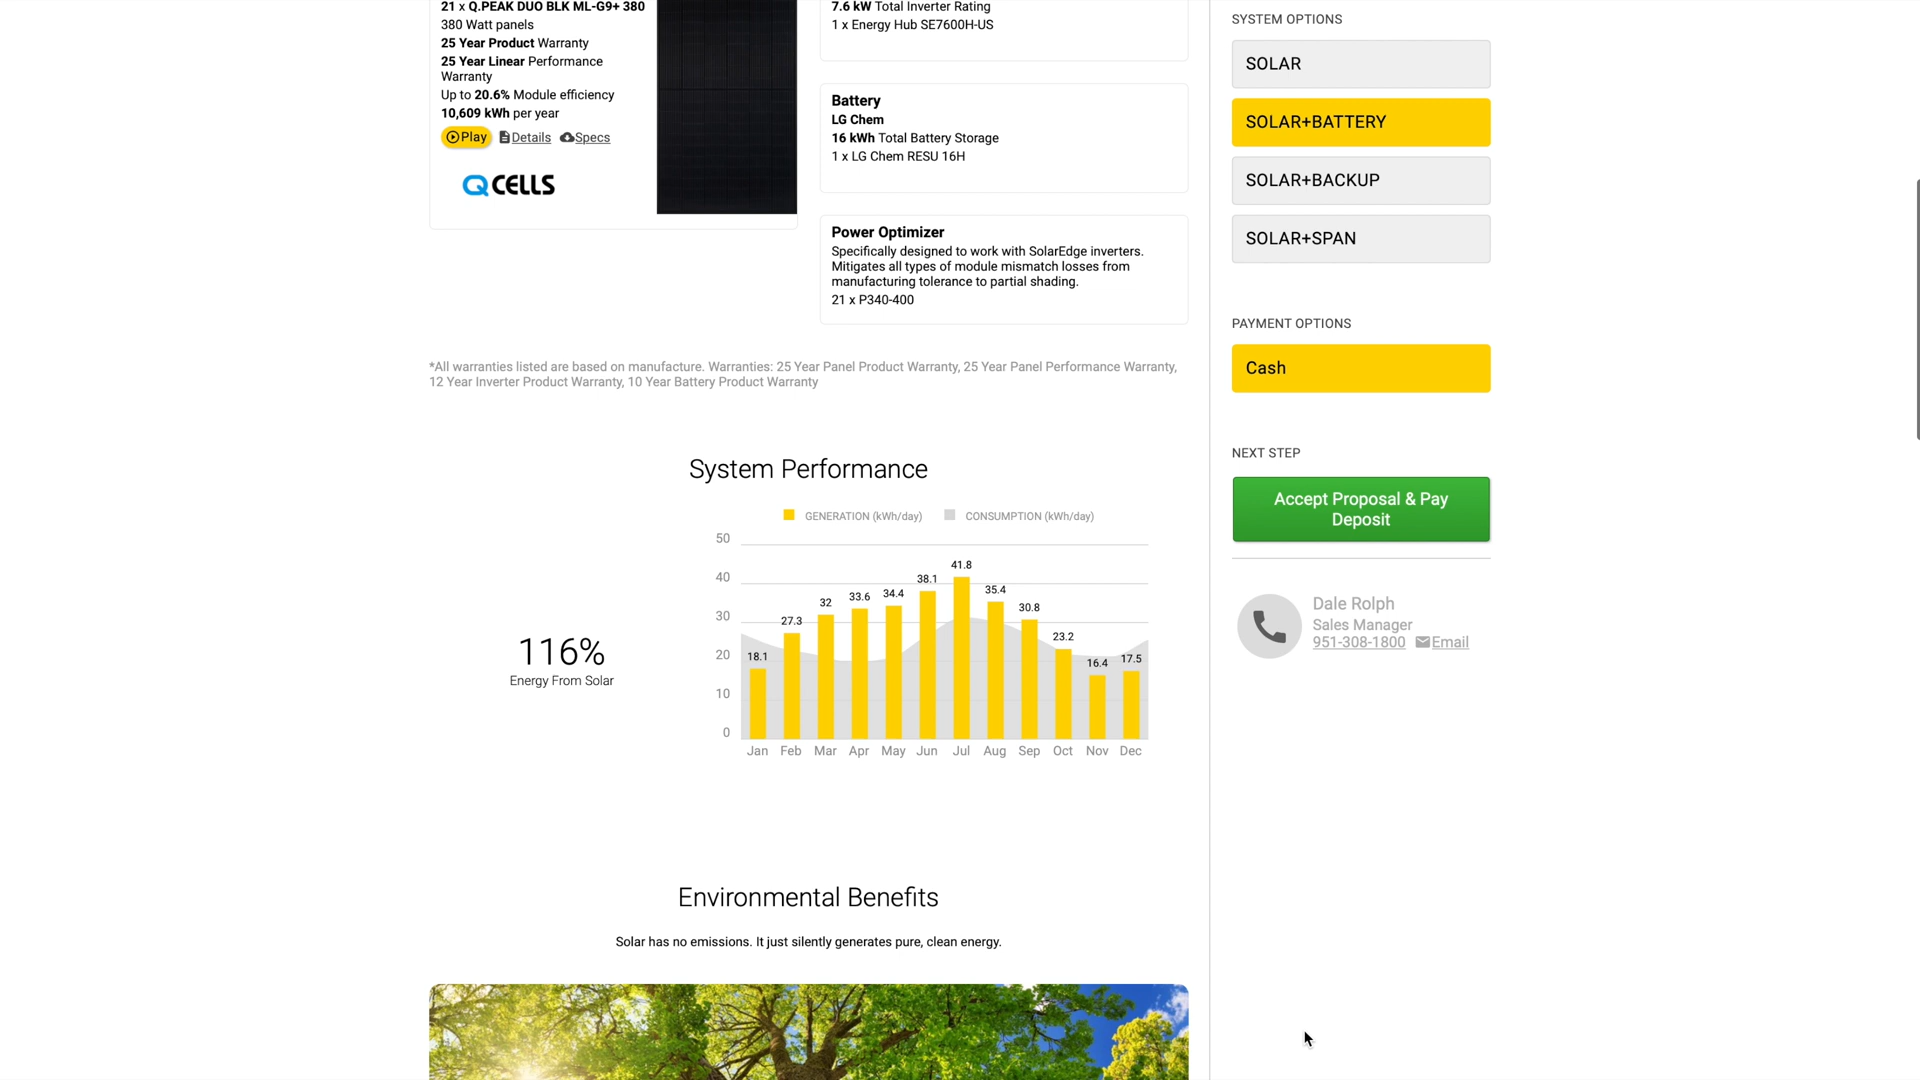 21 x Q.PEAK DUO BLK ML-G9+ 380
380 Watt panels
25 Year Product Warranty
25 Year Linear Performance
Warranty
Up to 20.6% Module efficiency
10,609 kWh per year
Play Details Specs
Q CELLS
7.6 kW Total Inverter Rating
1 x Energy Hub SE7600H-US
Battery
LG Chem
16 kWh Total Battery Storage
1 x LG Chem RESU 16H
Power Optimizer
Specifically designed to work with SolarEdge inverters.
Mitigates all types of module mismatch losses from
manufacturing tolerance to partial shading.
21 x P340-400
*All warranties listed are based on manufacture. Warranties: 25 Year Panel Product Warranty, 25 Year Panel Performance Warranty,
12 Year Inverter Product Warranty, 10 Year Battery Product Warranty
System Performance
GENERATION (kWh/day) CONSUMPTION (kWh/day)
116%
Energy From Solar
50
40
30
20
10
0
18.1
27.3
32
33.6
34.4
38.1
41.8
35.4
30.8
23.2
16.4
17.5
Jan Feb Mar Apr May Jun Jul Aug Sep Oct Nov Dec
Environmental Benefits
Solar has no emissions. It just silently generates pure, clean energy.
SYSTEM OPTIONS
SOLAR
SOLAR+BATTERY
SOLAR+BACKUP
SOLAR+SPAN
PAYMENT OPTIONS
Cash
NEXT STEP
Accept Proposal & Pay
Deposit
Dale Rolph
Sales Manager
951-308-1800 Email